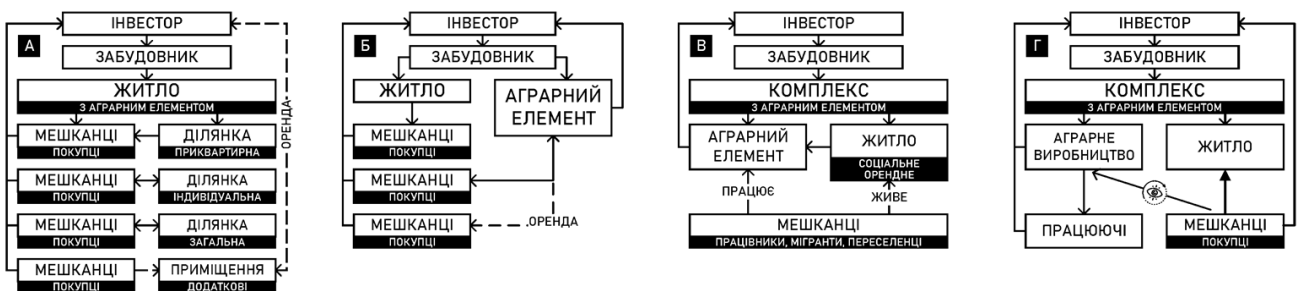 А
ІНВЕСТОР
ЗАБУДОВНИК
ЖИТЛО
З АГРАРНИМ ЕЛЕМЕНТОМ
МЕШКАНЦІ
ПОКУПЦІ
ДІЛЯНКА
ПРИКВАРТИРНА
МЕШКАНЦІ
ПОКУПЦІ
ДІЛЯНКА
ІНДИВІДУАЛЬНА
МЕШКАНЦІ
ПОКУПЦІ
ДІЛЯНКА
ЗАГАЛЬНА
МЕШКАНЦІ
ПОКУПЦІ
ПРИМІЩЕННЯ
ДОДАТКОВІ
ОРЕНДА
Б
ІНВЕСТОР
ЗАБУДОВНИК
ЖИТЛО
АГРАРНИЙ
ЕЛЕМЕНТ
МЕШКАНЦІ
ПОКУПЦІ
МЕШКАНЦІ
ПОКУПЦІ
МЕШКАНЦІ
ПОКУПЦІ
ОРЕНДА
В
ІНВЕСТОР
ЗАБУДОВНИК
КОМПЛЕКС
З АГРАРНИМ ЕЛЕМЕНТОМ
АГРАРНИЙ
ЕЛЕМЕНТ
ЖИТЛО
СОЦІАЛЬНЕ
ОРЕНДНЕ
ПРАЦЮЄ
ЖИВЕ
МЕШКАНЦІ
ПРАЦІВНИКИ, МІГРАНТИ, ПЕРЕСЕЛЕНЦІ
Г
ІНВЕСТОР
ЗАБУДОВНИК
КОМПЛЕКС
З АГРАРНИМ ЕЛЕМЕНТОМ
АГРАРНЕ
ВИРОБНИЦТВО
ЖИТЛО
ПРАЦЮЮЧІ
МЕШКАНЦІ
ПОКУПЦІ